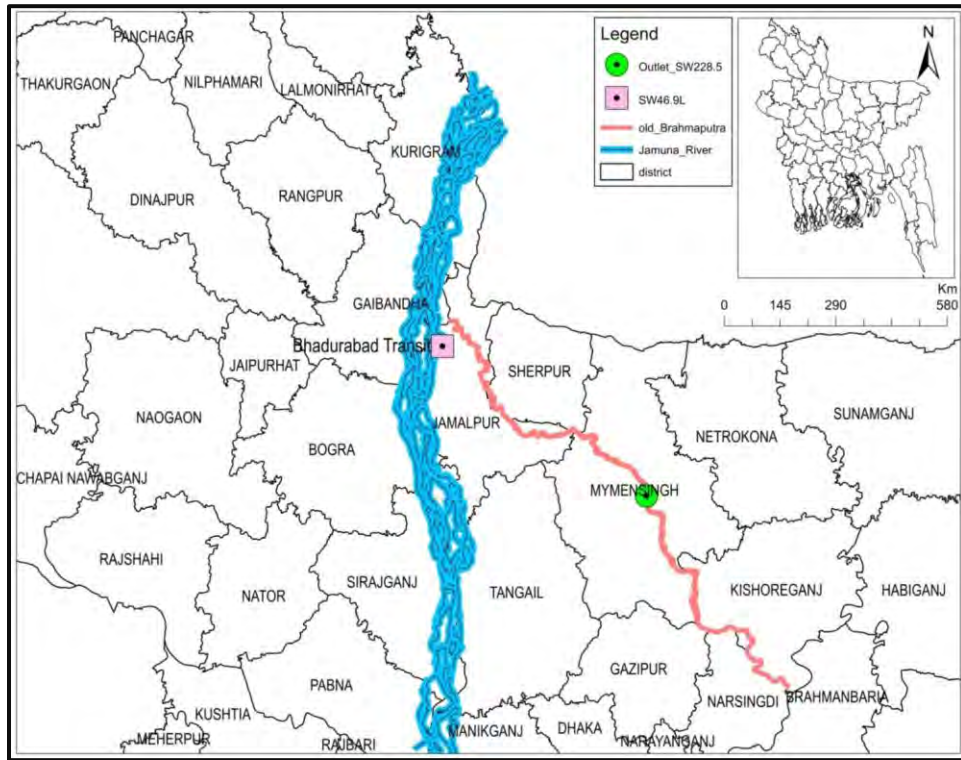 PANCHAGAR
THAKURGAON
NILPHAMARI
LALMONIRHAT
KURIGRAM
DINAJPUR
RANGPUR
GAIBANDHA
Bhadurabad Transit
JAIPURHAT
SHERPUR
NAOGAON
JAMALPUR
BOGRA
NETROKONA
SUNAMGANJ
CHAPAI NAWABGANJ
MYMENSINGH
RAJSHAHI
NATOR
SIRAJGANJ
TANGAIL
KISHOREGANJ
HABIGANJ
GAZIPUR
PABNA
NARSINGDI
BRAHMANBARIA
KUSHTIA
MANIKGANJ
DHAKA
MEHERPUR
RAJBARI
NARAYANGANJ
Legend
Outlet_SW228.5
SW46.9L
old_Brahmaputra
Jamuna_River
district
N
Km
0 145 290 580